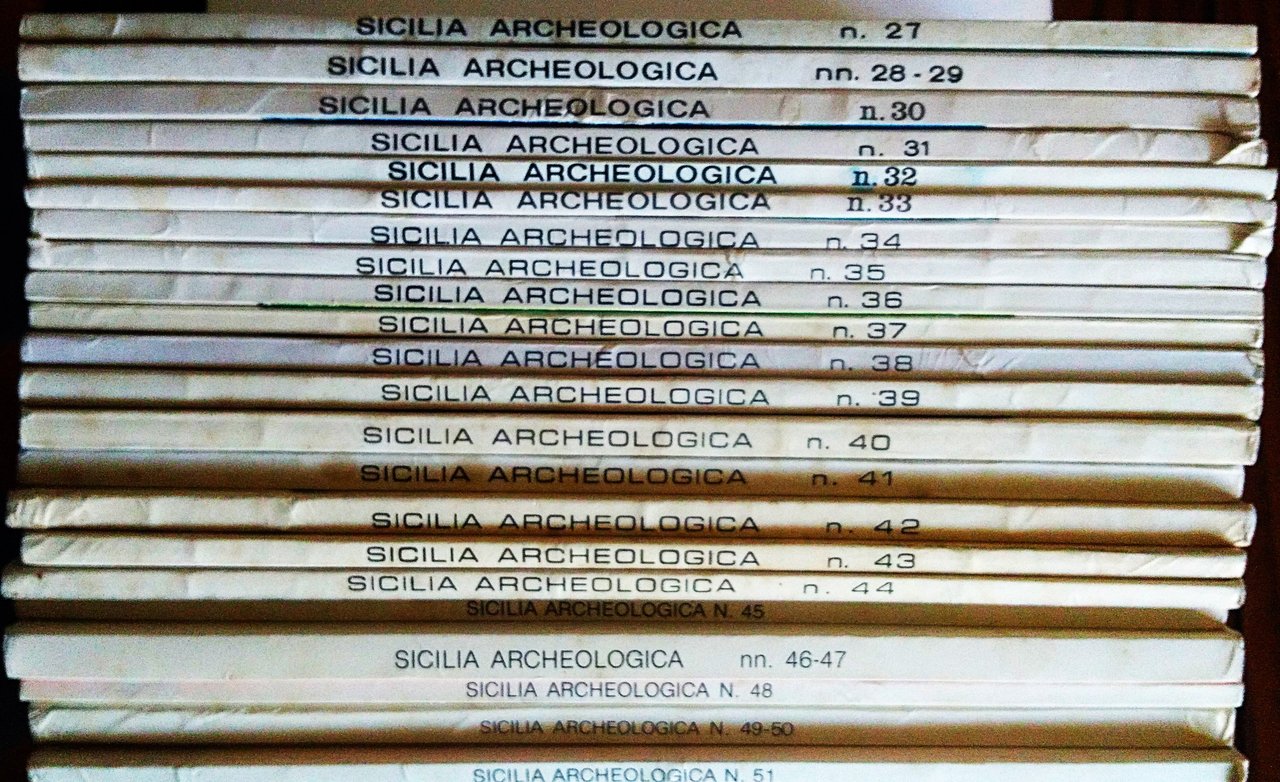 SICILIA ARCHEOLOGICA n. 27
SICILIA ARCHEOLOGICA nn. 28-29
SICILIA ARCHEOLOGICA n. 30
SICILIA ARCHEOLOGICA n. 31
SICILIA ARCHEOLOGICA n. 32
SICILIA ARCHEOLOGICA n. 33
SICILIA ARCHEOLOGICA n. 34
SICILIA ARCHEOLOGICA n. 35
SICILIA ARCHEOLOGICA n. 36
SICILIA ARCHEOLOGICA n. 37
SICILIA ARCHEOLOGICA n. 38
SICILIA ARCHEOLOGICA n. 39
SICILIA ARCHEOLOGICA n. 40
SICILIA ARCHEOLOGICA n. 41
SICILIA ARCHEOLOGICA n. 42
SICILIA ARCHEOLOGICA n. 43
SICILIA ARCHEOLOGICA n. 44
SICILIA ARCHEOLOGICA N. 45
SICILIA ARCHEOLOGICA nn. 46-47
SICILIA ARCHEOLOGICA N. 48
SICILIA ARCHEOLOGICA N. 49-50
SICILIA ARCHEOLOGICA N. 51